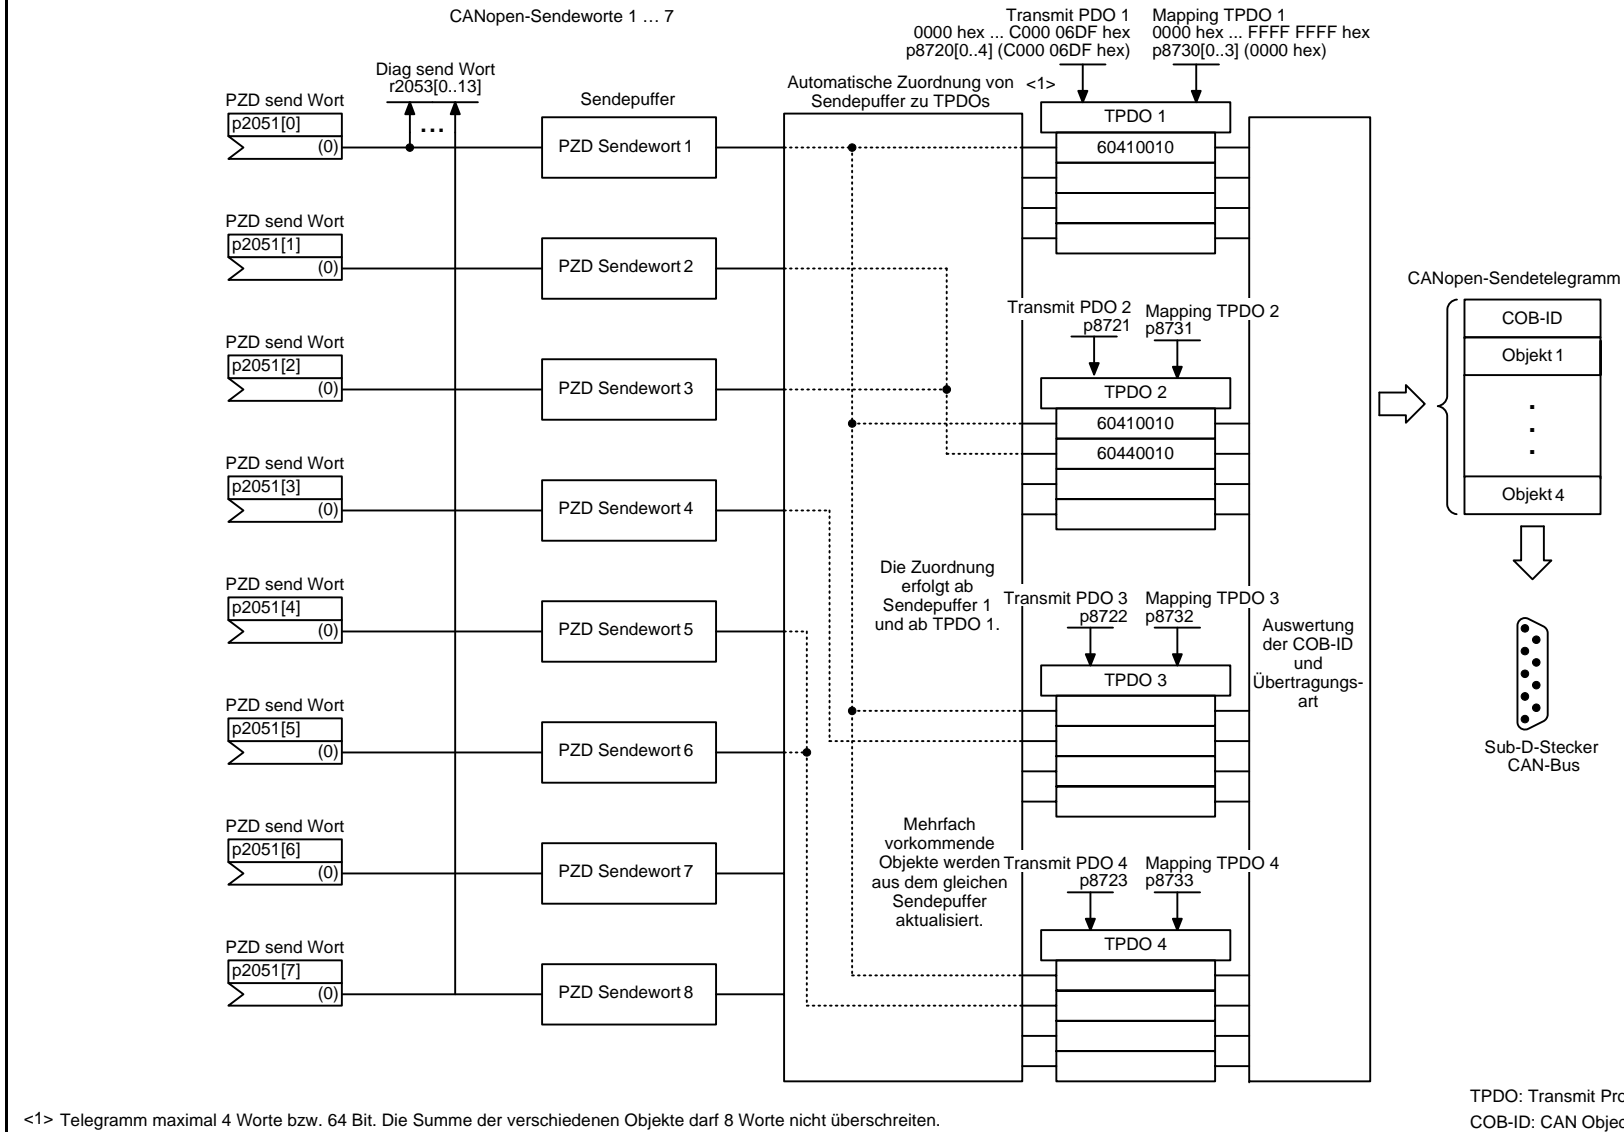 CANopen-Sendeworte 1 … 7
Transmit PDO 1
0000 hex ... C000 06DF hex
p8720[0..4] (C000 06DF hex)
Mapping TPDO 1
0000 hex ... FFFF FFFF hex
p8730[0..3] (0000 hex)
Diag send Wort
r2053[0..13]
...
Sendepuffer
Automatische Zuordnung von
Sendepuffer zu TPDOs
<1>
PZD send Wort
p2051[0]
(0)
PZD Sendewort 1
TPDO 1
60410010
PZD send Wort
p2051[1]
(0)
PZD Sendewort 2
Transmit PDO 2
p8721
Mapping TPDO 2
p8731
PZD send Wort
p2051[2]
(0)
PZD Sendewort 3
TPDO 2
60410010
60440010
PZD send Wort
p2051[3]
(0)
PZD Sendewort 4
Die Zuordnung
erfolgt ab
Sendepuffer 1
und ab TPDO 1.
Transmit PDO 3
p8722
Mapping TPDO 3
p8732
PZD send Wort
p2051[4]
(0)
PZD Sendewort 5
TPDO 3
Auswertung
der COB-ID
und
Übertragungs-
art
PZD send Wort
p2051[5]
(0)
PZD Sendewort 6
Mehrfach
vorkommende
Objekte werden
aus dem gleichen
Sendepuffer
aktualisiert.
Transmit PDO 4
p8723
Mapping TPDO 4
p8733
PZD send Wort
p2051[6]
(0)
PZD Sendewort 7
TPDO 4
PZD send Wort
p2051[7]
(0)
PZD Sendewort 8
CANopen-Sendetelegramm
COB-ID
Objekt 1
.
.
.
Objekt 4
Sub-D-Stecker
CAN-Bus
TPDO: Transmit Pro
<1> Telegramm maximal 4 Worte bzw. 64 Bit. Die Summe der verschiedenen Objekte darf 8 Worte nicht überschreiten.
COB-ID: CAN Objec